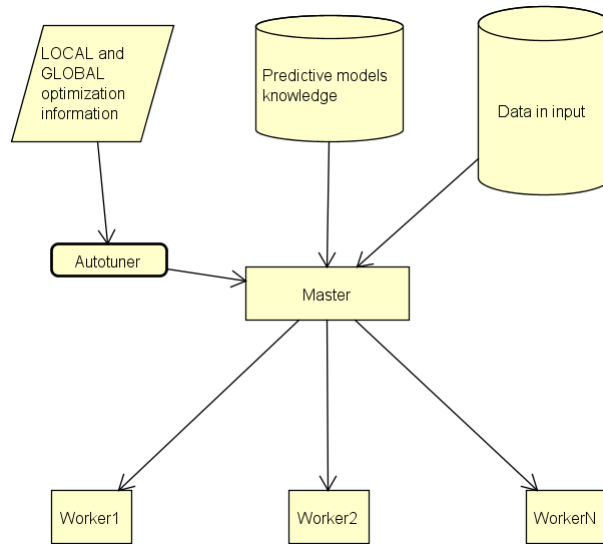 LOCAL and
GLOBAL
optimization
information
Predictive models
knowledge
Data in input
Autotuner
Master
Worker1
Worker2
WorkerN